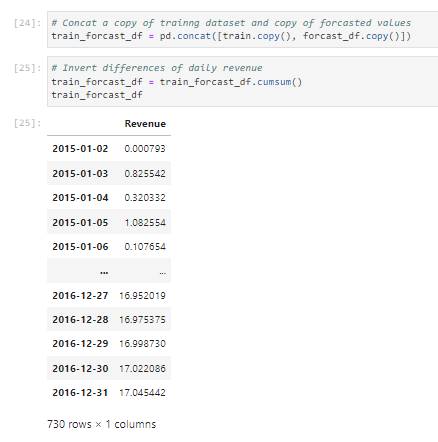 [24]: # Concat a copy of trainng dataset and copy of forcasted values
train_forcast_df = pd.concat([train.copy(), forcast_df.copy()])
[25]: # Invert differences of daily revenue
train_forcast_df = train_forcast_df.cumsum()
train_forcast_df
[25]:
Revenue
2015-01-02 0.000793
2015-01-03 0.825542
2015-01-04 0.320332
2015-01-05 1.082554
2015-01-06 0.107654
... ...
2016-12-27 16.952019
2016-12-28 16.975375
2016-12-29 16.998730
2016-12-30 17.022086
2016-12-31 17.045442
730 rows × 1 columns